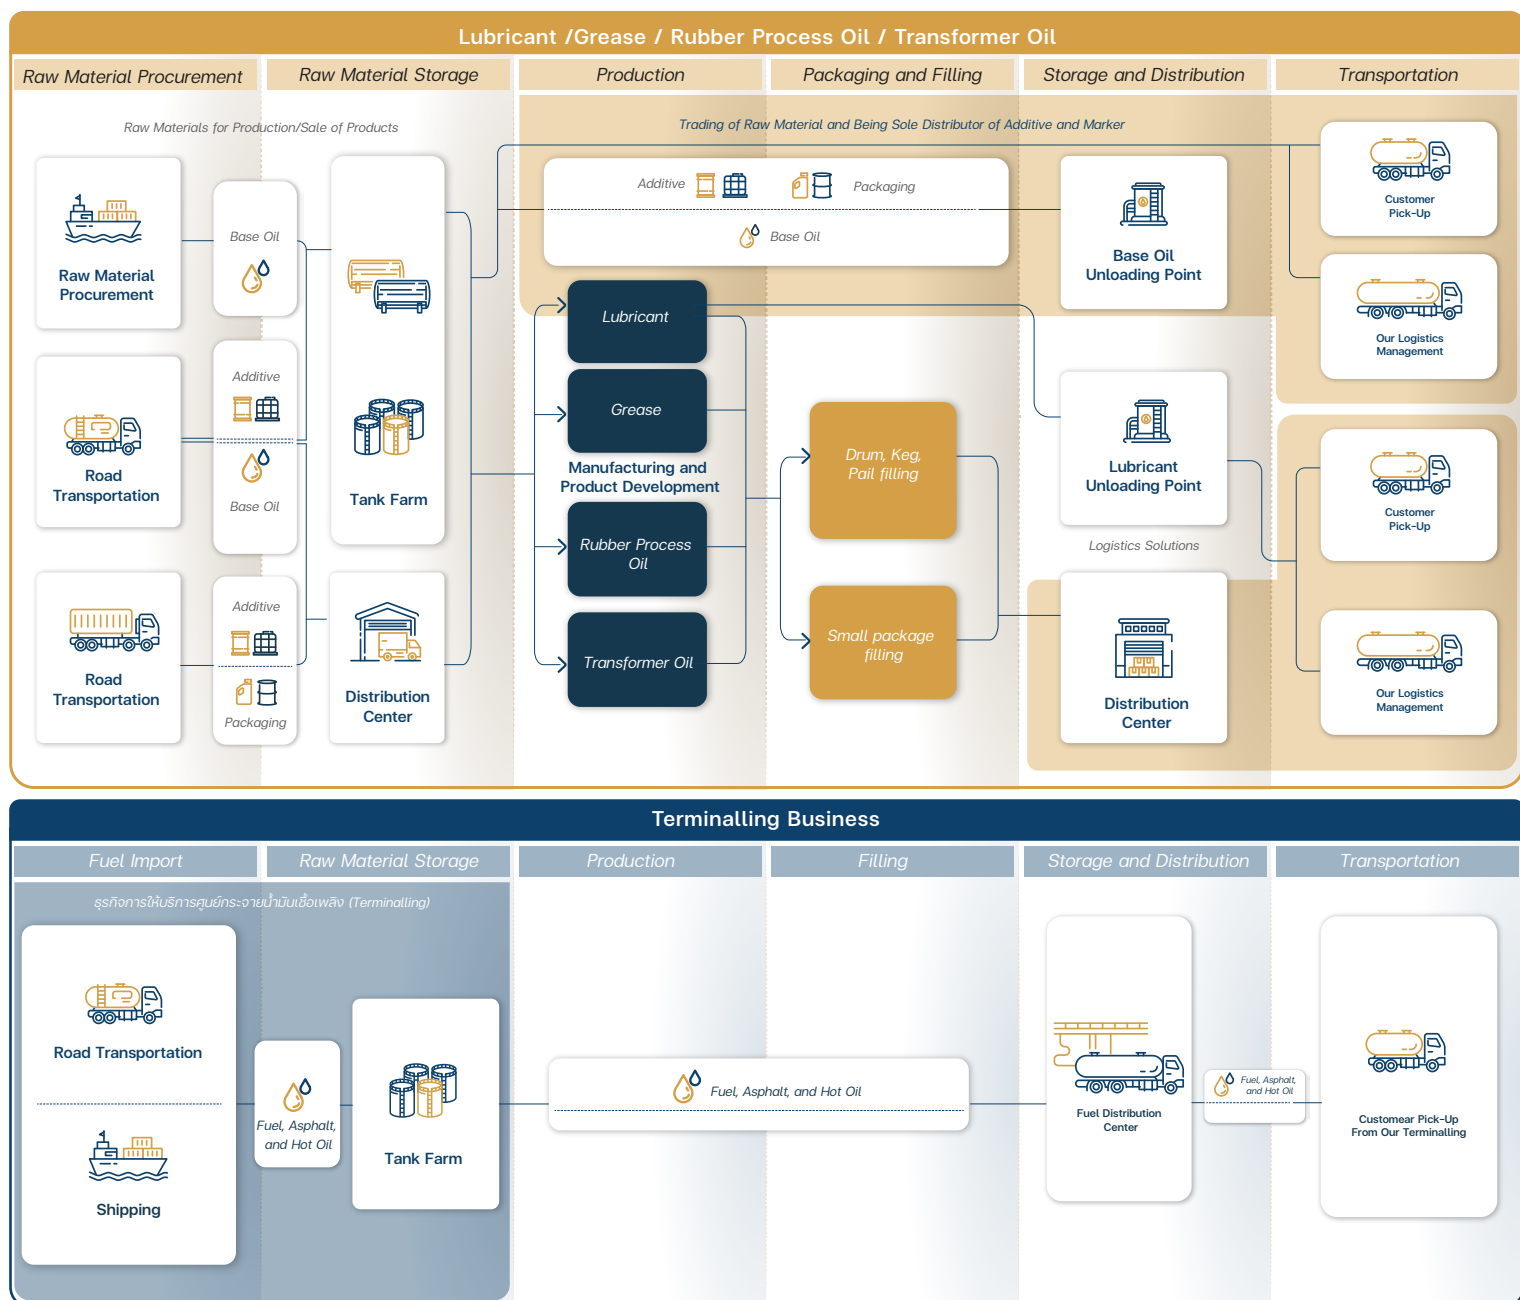 Lubricant /Grease / Rubber Process Oil / Transformer Oil
Raw Material Procurement
Raw Material Storage
Production
Packaging and Filling
Storage and Distribution
Transportation
Raw Materials for Production/Sale of Products
Trading of Raw Material and Being Sole Distributor of Additive and Marker
Raw Material
Procurement
Base Oil
Road
Transportation
Additive
Base Oil
Road
Transportation
Additive
Packaging
Tank Farm
Distribution
Center
Additive
Packaging
Base Oil
Lubricant
Grease
Manufacturing and
Product Development
Rubber Process
Oil
Transformer Oil
Drum, Keg,
Pail filling
Small package
filling
Base Oil
Unloading Point
Lubricant
Unloading Point
Logistics Solutions
Distribution
Center
Customer
Pick-Up
Our Logistics
Management
Customer
Pick-Up
Our Logistics
Management
Terminalling Business
Fuel Import
Raw Material Storage
Production
Filling
Storage and Distribution
Transportation
ธุรกิจการให้บริการศูนย์กระจายน้ำมันเชื้อเพลิง (Terminalling)
Road Transportation
Shipping
Fuel, Asphalt,
and Hot Oil
Tank Farm
Fuel, Asphalt, and Hot Oil
Fuel Distribution
Center
Fuel, Asphalt,
and Hot Oil
Customear Pick-Up
From Our Terminalling